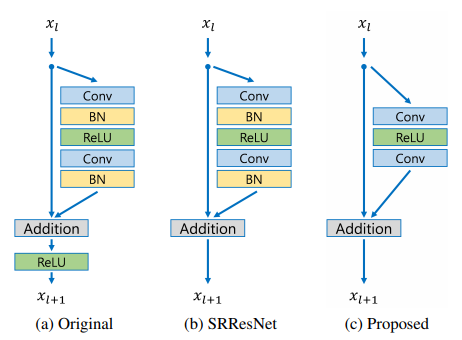 x_l
Conv
BN
ReLU
Conv
BN
Addition
ReLU
x_{l+1}
(a) Original
x_l
Conv
BN
ReLU
Conv
BN
Addition
x_{l+1}
(b) SRResNet
x_l
Conv
ReLU
Conv
Addition
x_{l+1}
(c) Proposed